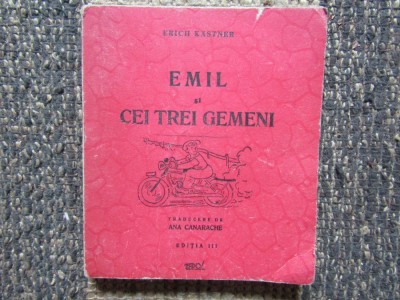 ERICH KÄSTNER
EMIL
și
CEI TREI GEMENI
TRADUCERE DE
ANA CANARACHE
EDIȚIA III